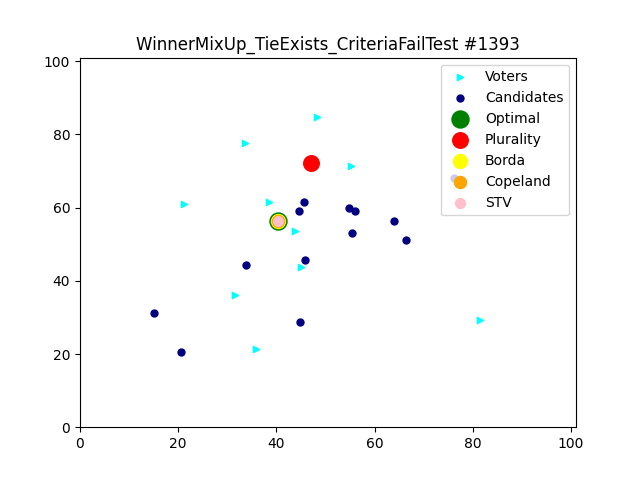 WinnerMixUp_TieExists_CriteriaFailTest #1393
100
80
60
40
20
0
0
20
40
60
80
100
Voters
Candidates
Optimal
Plurality
Borda
Copeland
STV